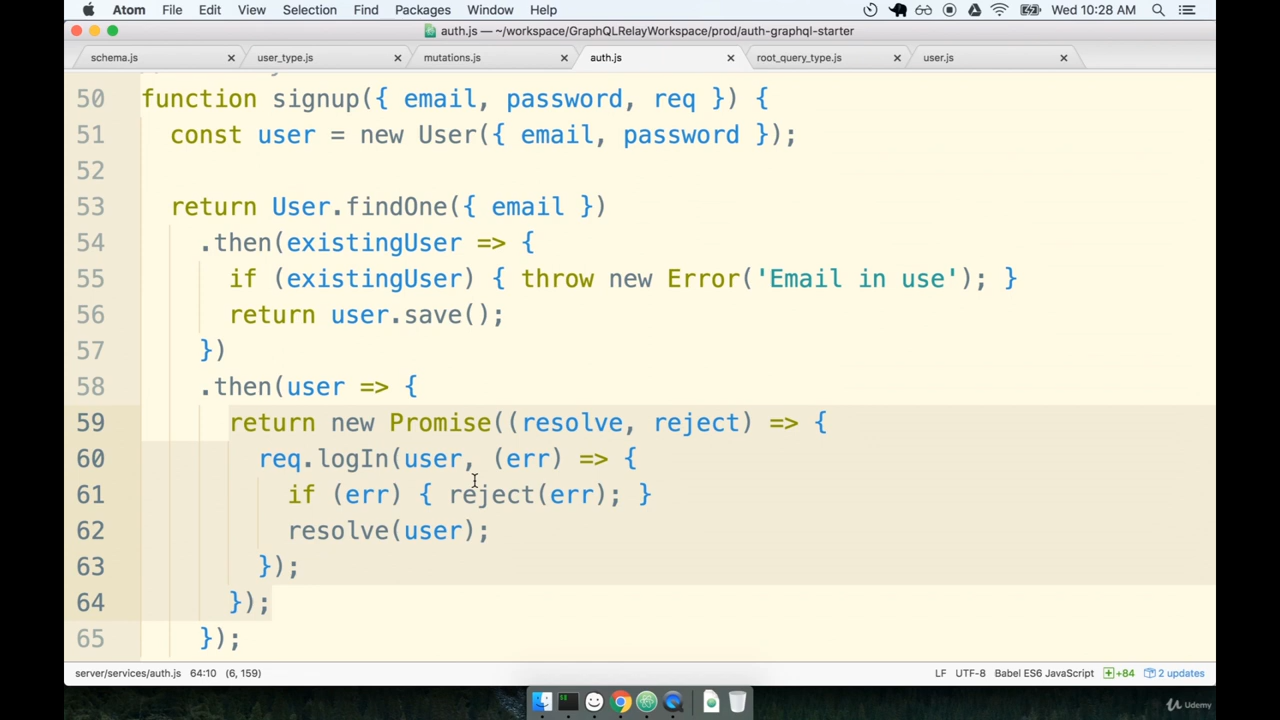 Atom File Edit View Selection Find Packages Window Help Wed 10:28 AM
auth.js — ~/workspace/GraphQLRelayWorkspace/prod/auth-graphql-starter
schema.js user_type.js mutations.js auth.js root_query_type.js user.js
50 function signup({ email, password, req }) {
51 const user = new User({ email, password });
52
53 return User.findOne({ email })
54 .then(existingUser => {
55 if (existingUser) { throw new Error('Email in use'); }
56 return user.save();
57 })
58 .then(user => {
59 return new Promise((resolve, reject) => {
60 req.logIn(user, (err) => {
61 if (err) { reject(err); }
62 resolve(user);
63 });
64 });
65 });
server/services/auth.js 64:10 (6, 159) LF UTF-8 Babel ES6 JavaScript +84 2 updates
Udemy